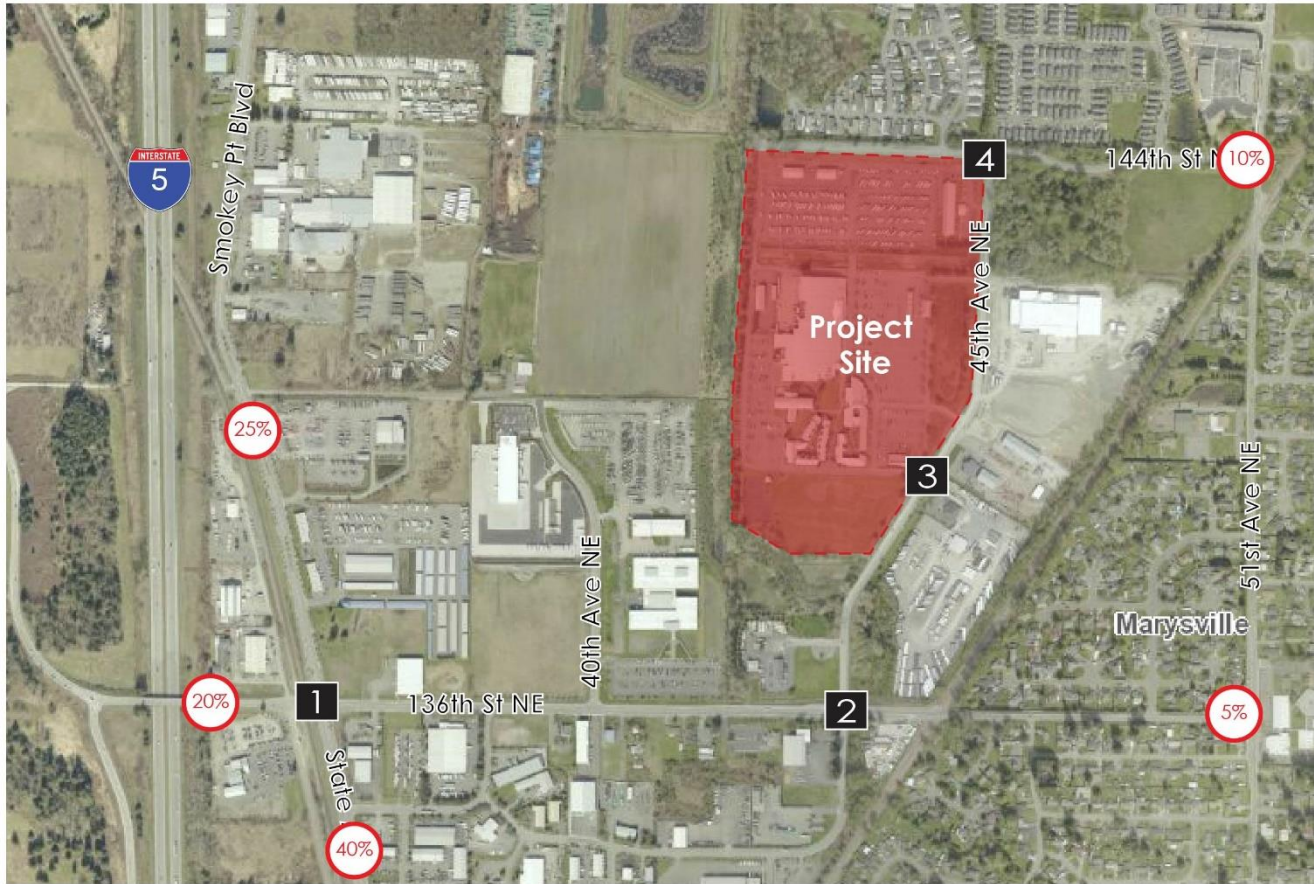 INTERSTATE
5
Smokey Pt Blvd
4
144th St N
10%
45th Ave NE
Project
Site
25%
3
51st Ave NE
40th Ave NE
Marysville
20%
1
136th St NE
2
5%
State
40%